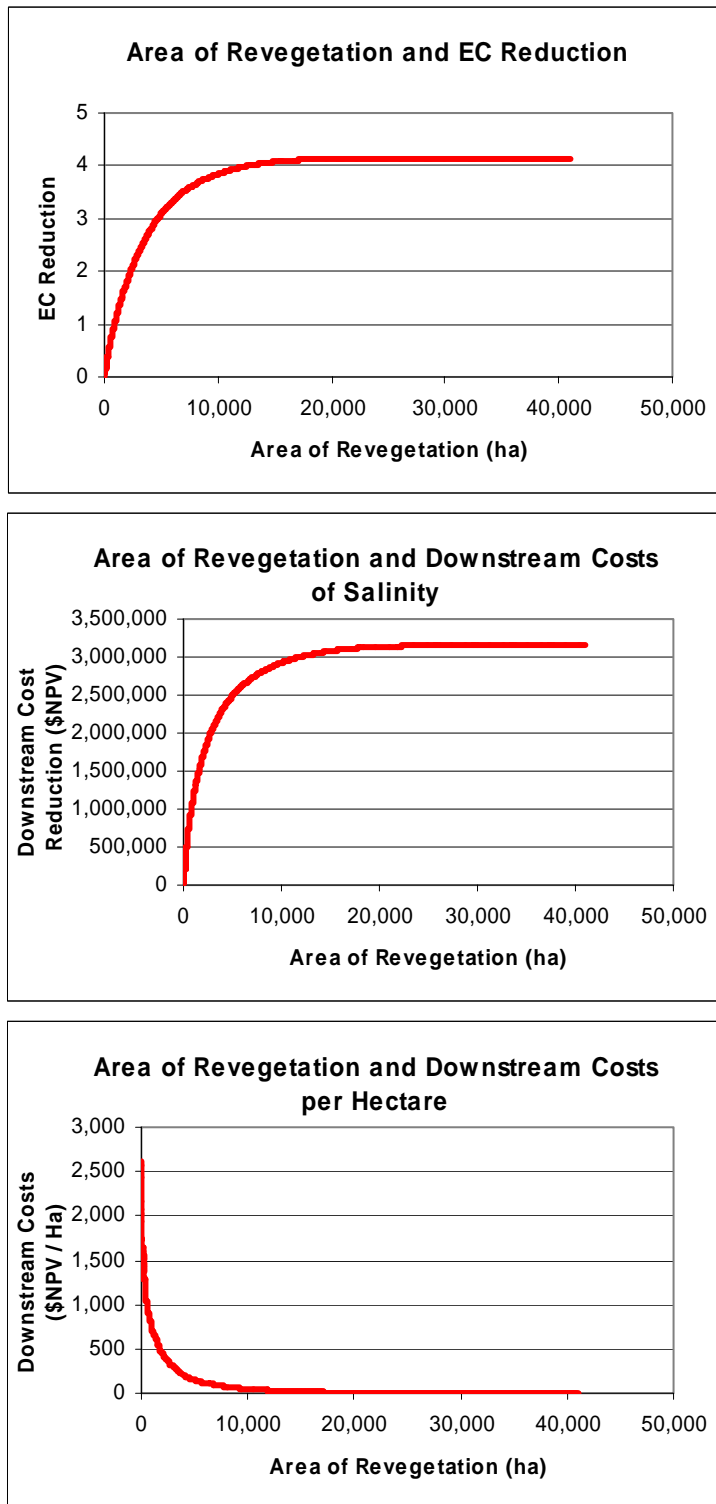 Area of Revegetation and EC Reduction
5
4
3
2
1
0
EC Reduction
0 10,000 20,000 30,000 40,000 50,000
Area of Revegetation (ha)
Area of Revegetation and Downstream Costs
of Salinity
3,500,000
3,000,000
2,500,000
2,000,000
1,500,000
1,000,000
500,000
0
Downstream Cost
Reduction ($NPV)
0 10,000 20,000 30,000 40,000 50,000
Area of Revegetation (ha)
Area of Revegetation and Downstream Costs
per Hectare
3,000
2,500
2,000
1,500
1,000
500
0
Downstream Costs
($NPV / Ha)
0 10,000 20,000 30,000 40,000 50,000
Area of Revegetation (ha)